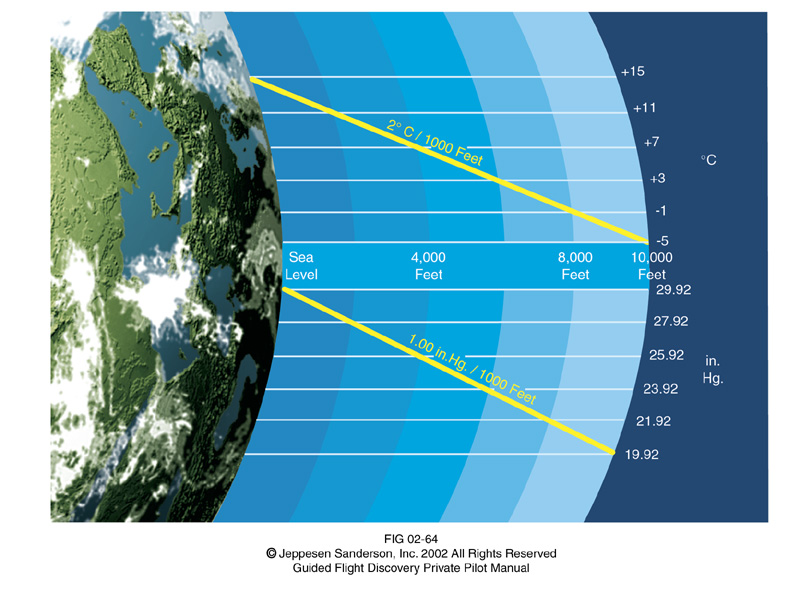 +15
+11
2° C / 1000 Feet
+7
°C
+3
-1
-5
Sea
Level
4,000
Feet
8,000
Feet
10,000
Feet
29.92
27.92
1.00 in.Hg. / 1000 Feet
25.92
in.
Hg.
23.92
21.92
19.92
FIG 02-64
© Jeppesen Sanderson, Inc. 2002 All Rights Reserved
Guided Flight Discovery Private Pilot Manual